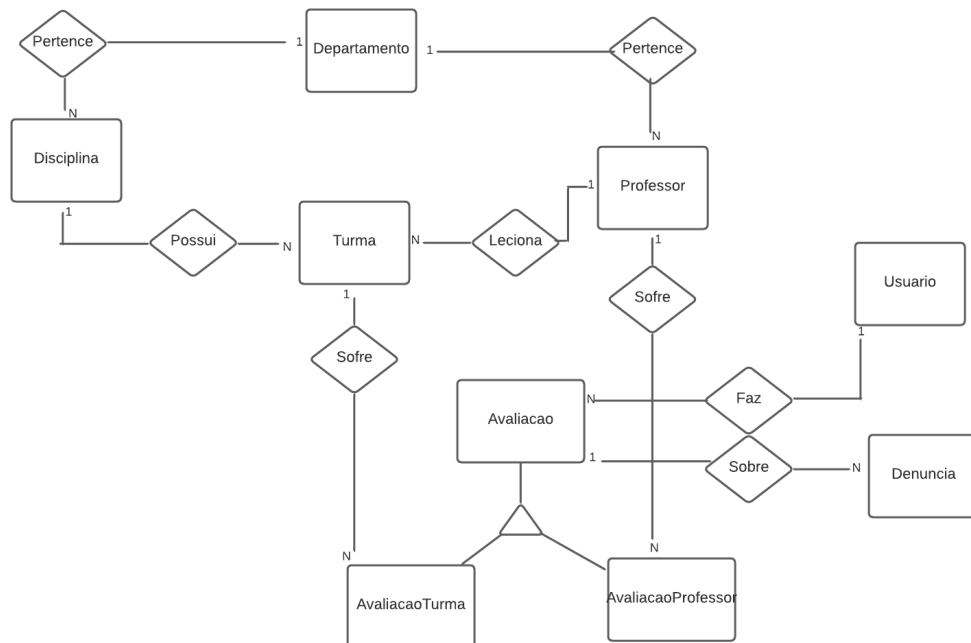 Pertence
1
Departamento
1
Pertence
N
N
Disciplina
Professor
1
1
Possui
N
Turma
N
Leciona
1
Usuario
1
Sofre
1
Sofre
Avaliacao
N
Faz
1
Sobre
N
Denuncia
N
N
AvaliacaoTurma
AvaliacaoProfessor